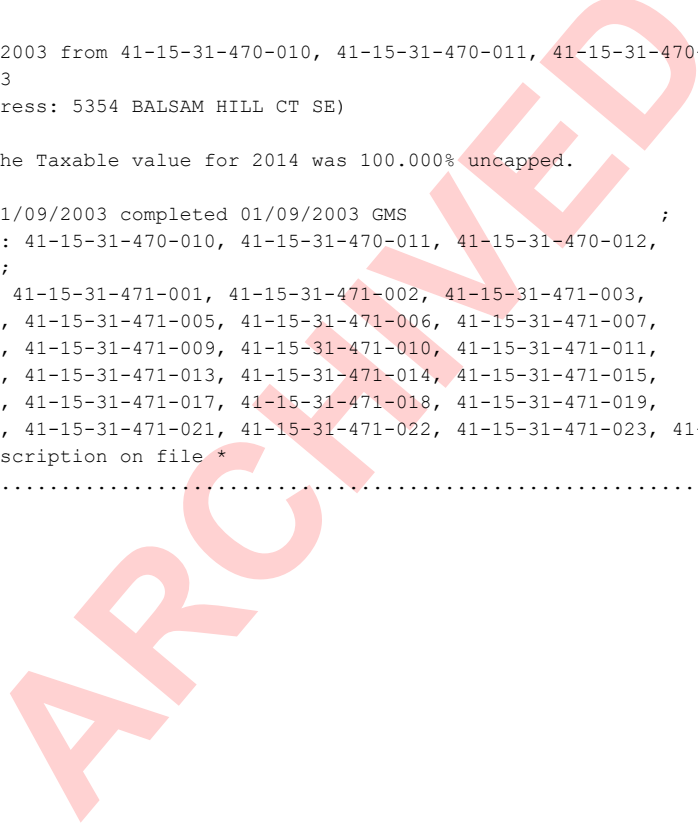 2003 from 41-15-31-470-010, 41-15-31-470-011, 41-15-31-470-
3
ress: 5354 BALSAM HILL CT SE)
he Taxable value for 2014 was 100.000% uncapped.
1/09/2003 completed 01/09/2003 GMS ;
: 41-15-31-470-010, 41-15-31-470-011, 41-15-31-470-012,
;
41-15-31-471-001, 41-15-31-471-002, 41-15-31-471-003,
, 41-15-31-471-005, 41-15-31-471-006, 41-15-31-471-007,
, 41-15-31-471-009, 41-15-31-471-010, 41-15-31-471-011,
, 41-15-31-471-013, 41-15-31-471-014, 41-15-31-471-015,
, 41-15-31-471-017, 41-15-31-471-018, 41-15-31-471-019,
, 41-15-31-471-021, 41-15-31-471-022, 41-15-31-471-023, 41-
scription on file *
..........................................................
ARCHIVED